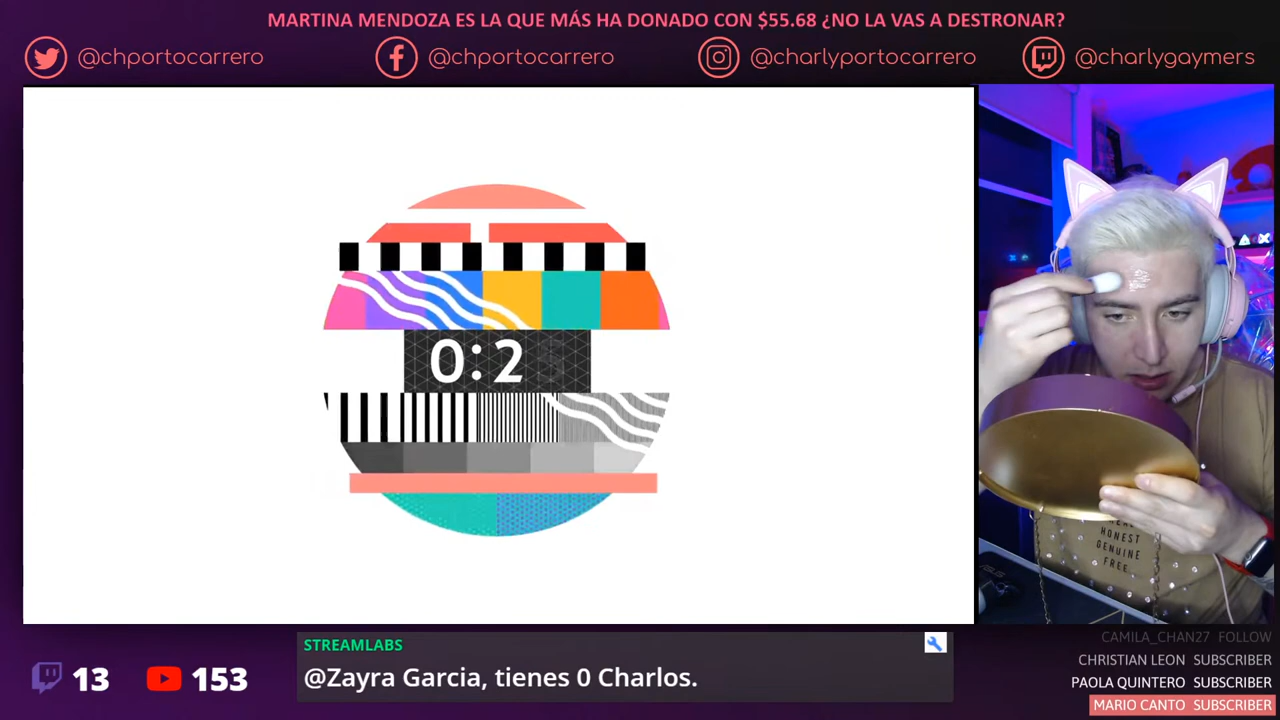 MARTINA MENDOZA ES LA QUE MÁS HA DONADO CON $55.68 ¿NO LA VAS A DESTRONAR?
@chportocarrero
@chportocarrero
@charlyportocarrero
@charlygaymers
0:2
HONEST
GENUINE
FREE.
STREAMLABS
@Zayra Garcia, tienes 0 Charlos.
13
153
CAMILA_CHAN27 FOLLOW
CHRISTIAN LEON SUBSCRIBER
PAOLA QUINTERO SUBSCRIBER
MARIO CANTO SUBSCRIBER